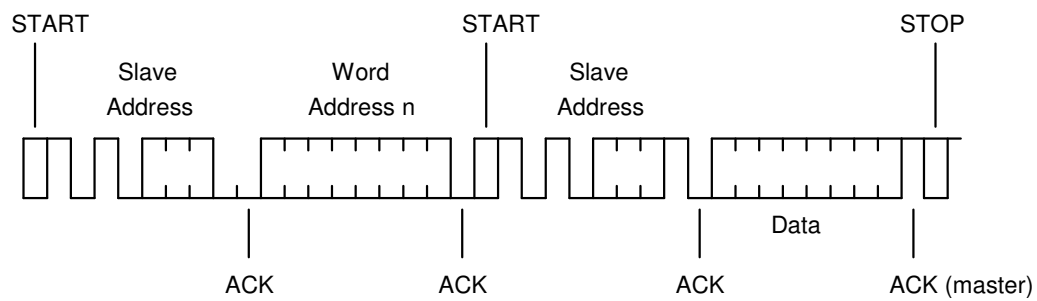 START
START
STOP
Slave
Address
Word
Address n
Slave
Address
Data
ACK
ACK
ACK
ACK (master)